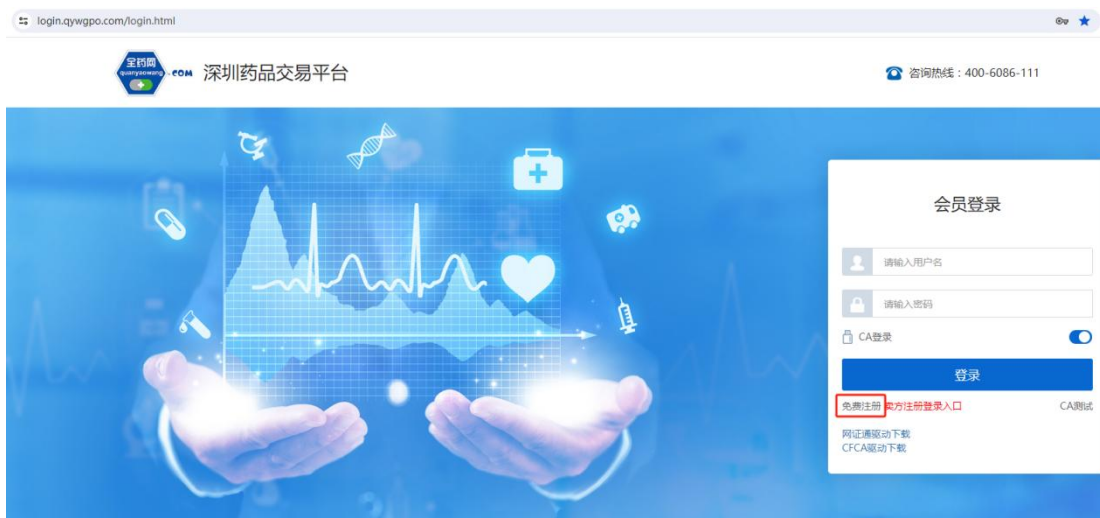 login.qywgpo.com/login.html
全药网
quanyaowang
.COM
深圳药品交易平台
咨询热线：400-6086-111
会员登录
请输入用户名
请输入密码
CA登录
登录
免费注册 卖方注册登录入口 CA测试
网证通驱动下载
CFCA驱动下载